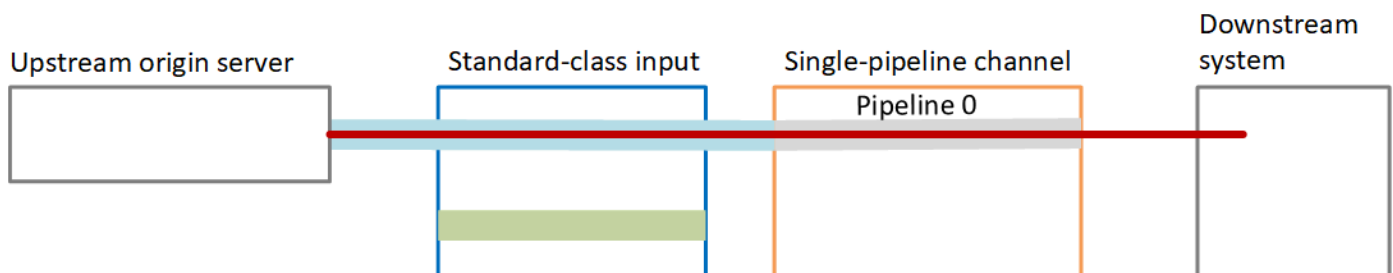 Upstream origin server
Standard-class input
Single-pipeline channel
Downstream
system
Pipeline 0